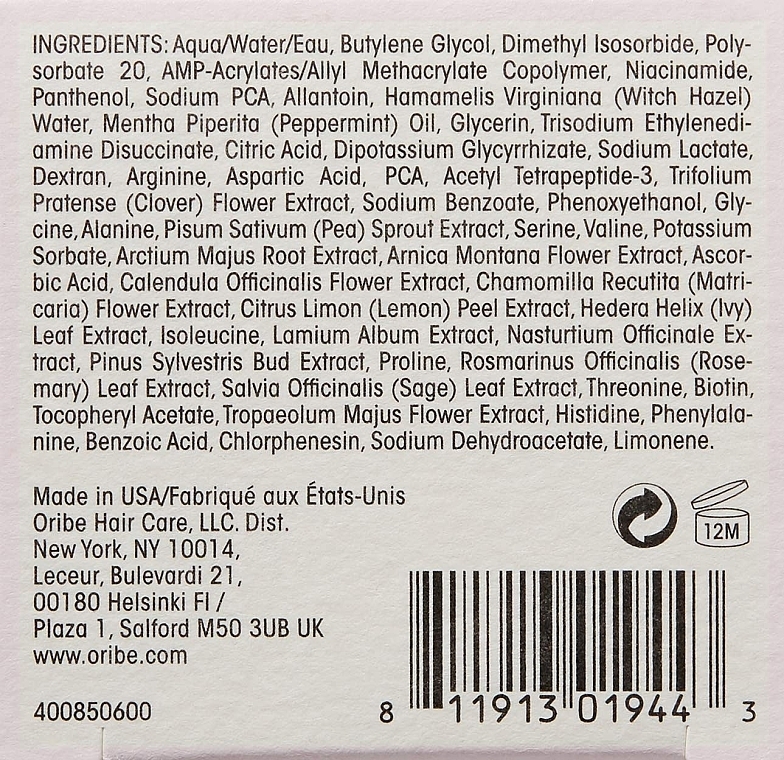 INGREDIENTS: Aqua/Water/Eau, Butylene Glycol, Dimethyl Isosorbide, Poly-
sorbate 20, AMP-Acrylates/Allyl Methacrylate Copolymer, Niacinamide,
Panthenol, Sodium PCA, Allantoin, Hamamelis Virginiana (Witch Hazel)
Water, Mentha Piperita (Peppermint) Oil, Glycerin, Trisodium Ethylenedi-
amine Disuccinate, Citric Acid, Dipotassium Glycyrrhizate, Sodium Lactate,
Dextran, Arginine, Aspartic Acid, PCA, Acetyl Tetrapeptide-3, Trifolium
Pratense (Clover) Flower Extract, Sodium Benzoate, Phenoxyethanol, Gly-
cine, Alanine, Pisum Sativum (Pea) Sprout Extract, Serine, Valine, Potassium
Sorbate, Arctium Majus Root Extract, Arnica Montana Flower Extract, Ascor-
bic Acid, Calendula Officinalis Flower Extract, Chamomilla Recutita (Matri-
caria) Flower Extract, Citrus Limon (Lemon) Peel Extract, Hedera Helix (Ivy)
Leaf Extract, Isoleucine, Lamium Album Extract, Nasturtium Officinale Ex-
tract, Pinus Sylvestris Bud Extract, Proline, Rosmarinus Officinalis (Rose-
mary) Leaf Extract, Salvia Officinalis (Sage) Leaf Extract, Threonine, Biotin,
Tocopheryl Acetate, Tropaeolum Majus Flower Extract, Histidine, Phenylala-
nine, Benzoic Acid, Chlorphenesin, Sodium Dehydroacetate, Limonene.
Made in USA/Fabriqué aux États-Unis
Oribe Hair Care, LLC. Dist.
New York, NY 10014,
Leceur, Bulevardi 21,
00180 Helsinki FI /
Plaza 1, Salford M50 3UB UK
www.oribe.com
400850600
12M
8 11913 01944 3